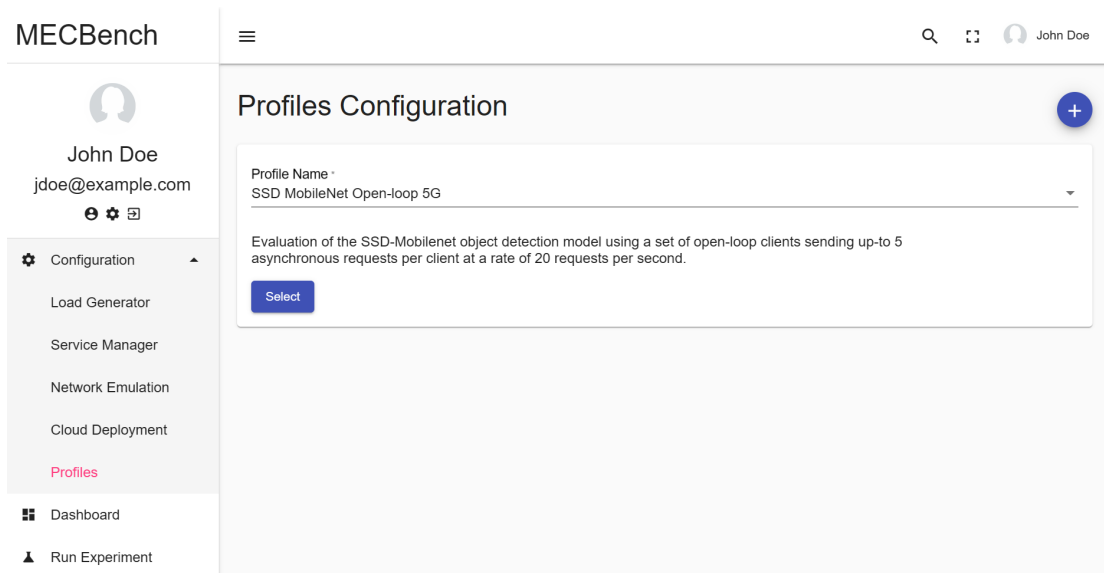 MECBench
John Doe
John Doe
jdoe@example.com
Configuration
Load Generator
Service Manager
Network Emulation
Cloud Deployment
Profiles
Dashboard
Run Experiment
Profiles Configuration
+
Profile Name *
SSD MobileNet Open-loop 5G
Evaluation of the SSD-Mobilenet object detection model using a set of open-loop clients sending up-to 5
asynchronous requests per client at a rate of 20 requests per second.
Select